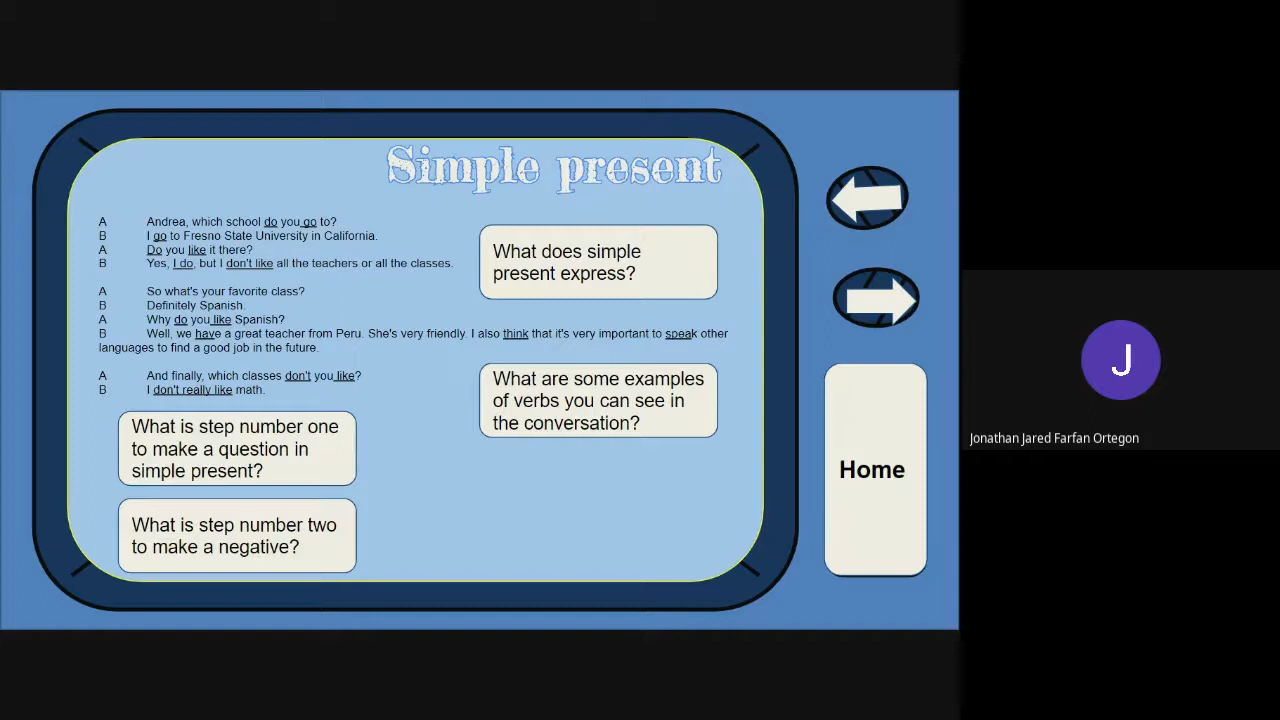 Simple present
A Andrea, which school do you go to?
B I go to Fresno State University in California.
A Do you like it there?
B Yes, I do, but I don't like all the teachers or all the classes.
A So what's your favorite class?
B Definitely Spanish.
A Why do you like Spanish?
B Well, we have a great teacher from Peru. She's very friendly. I also think that it's very important to speak other
languages to find a good job in the future.
A And finally, which classes don't you like?
B I don't really like math.
What does simple
present express?
What are some examples
of verbs you can see in
the conversation?
What is step number one
to make a question in
simple present?
What is step number two
to make a negative?
Home
J
Jonathan Jared Farfan Ortegon